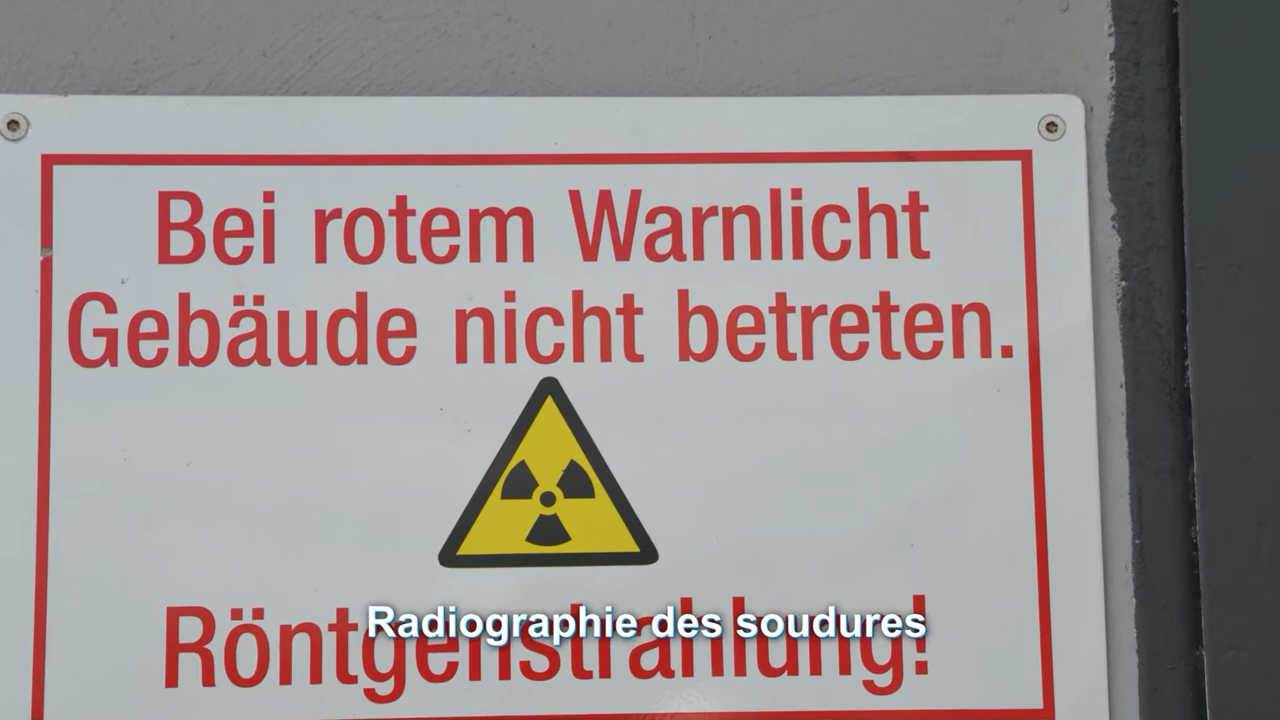 Bei rotem Warnlicht
Gebäude nicht betreten.
Röntgenstrahlung!
Radiographie des soudures